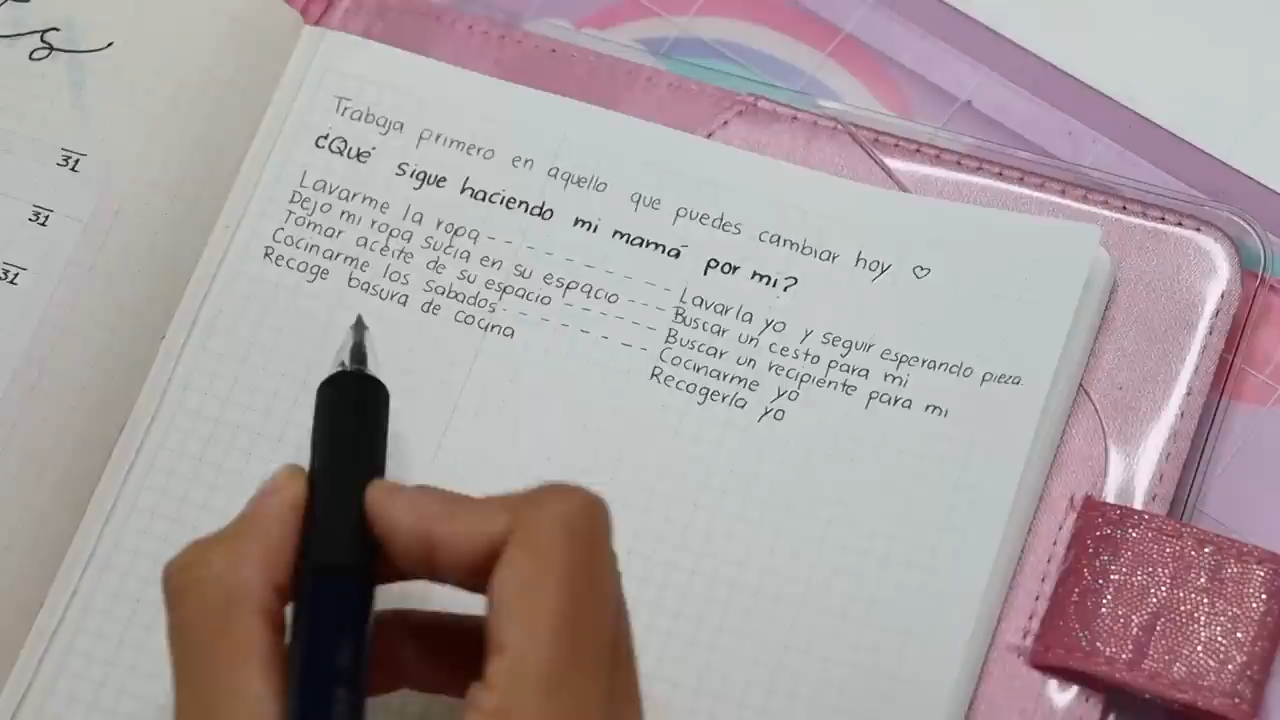 s
31
31
31
Trabaja primero en aquello que puedes cambiar hoy ♡
¿Qué sigue haciendo mi mamá por mi?
Lavarme la ropa - - - - - - - - - - - Lavarla yo y seguir esperando pieza.
Dejo mi ropa sucia en su espacio - - - Buscar un cesto para mi
Tomar aceite de su espacio - - - - - - Buscar un recipiente para mi
Cocinarme los sabados - - - - - - - - Cocinarme yo
Recoge basura de cocina Recogerla yo